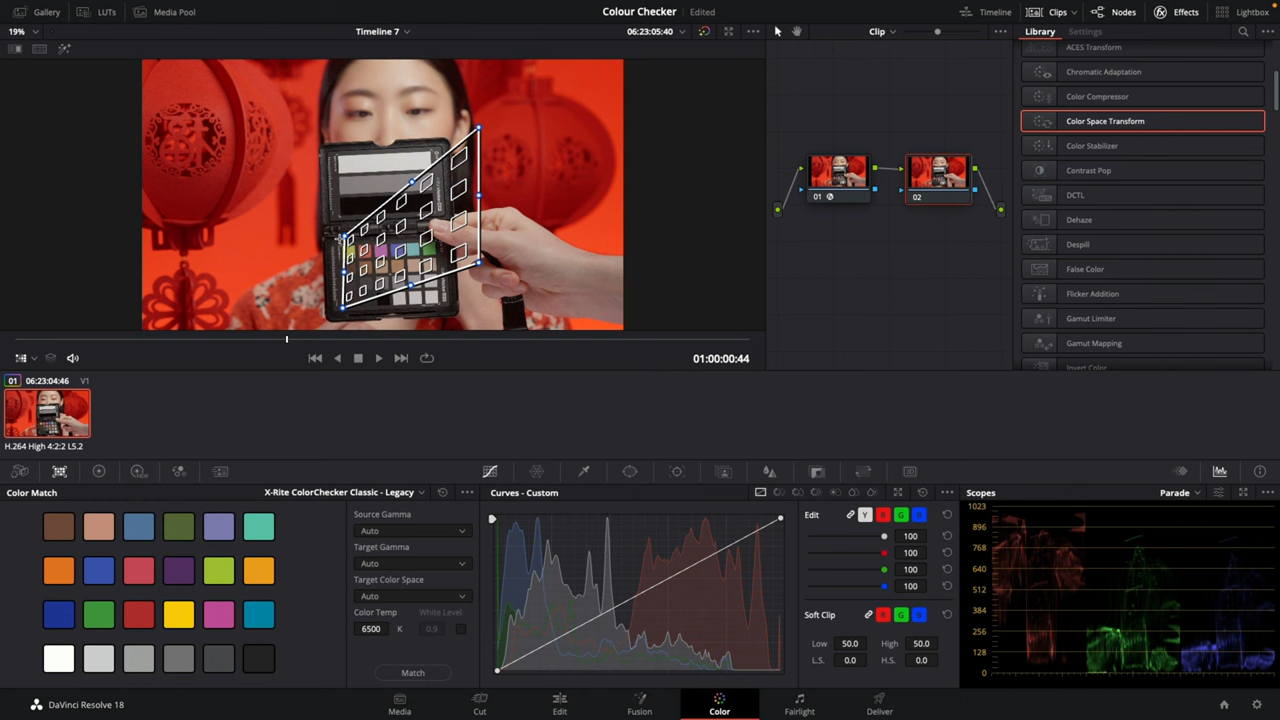 Gallery LUTs Media Pool Colour Checker Edited Timeline Clips Nodes Effects Lightbox
19% Timeline 7 06:23:05:40 Clip Library Settings
ACES Transform
Chromatic Adaptation
Color Compressor
Color Space Transform
Color Stabilizer
Contrast Pop
DCTL
Dehaze
Despill
False Color
Flicker Addition
Gamut Limiter
Gamut Mapping
Invert Color
01 02
01:00:00:44
01 06:23:04:46 V1
H.264 High 4:2:2 L5.2
Color Match X-Rite ColorChecker Classic - Legacy
Source Gamma
Auto
Target Gamma
Auto
Target Color Space
Auto
Color Temp White Level
6500 K 0.9
Match
Curves - Custom
Edit Y R G B
100
100
100
100
Soft Clip R G B
Low 50.0 High 50.0
L.S. 0.0 H.S. 0.0
Scopes Parade
1023
896
768
640
512
384
256
128
0
DaVinci Resolve 18 Media Cut Edit Fusion Color Fairlight Deliver